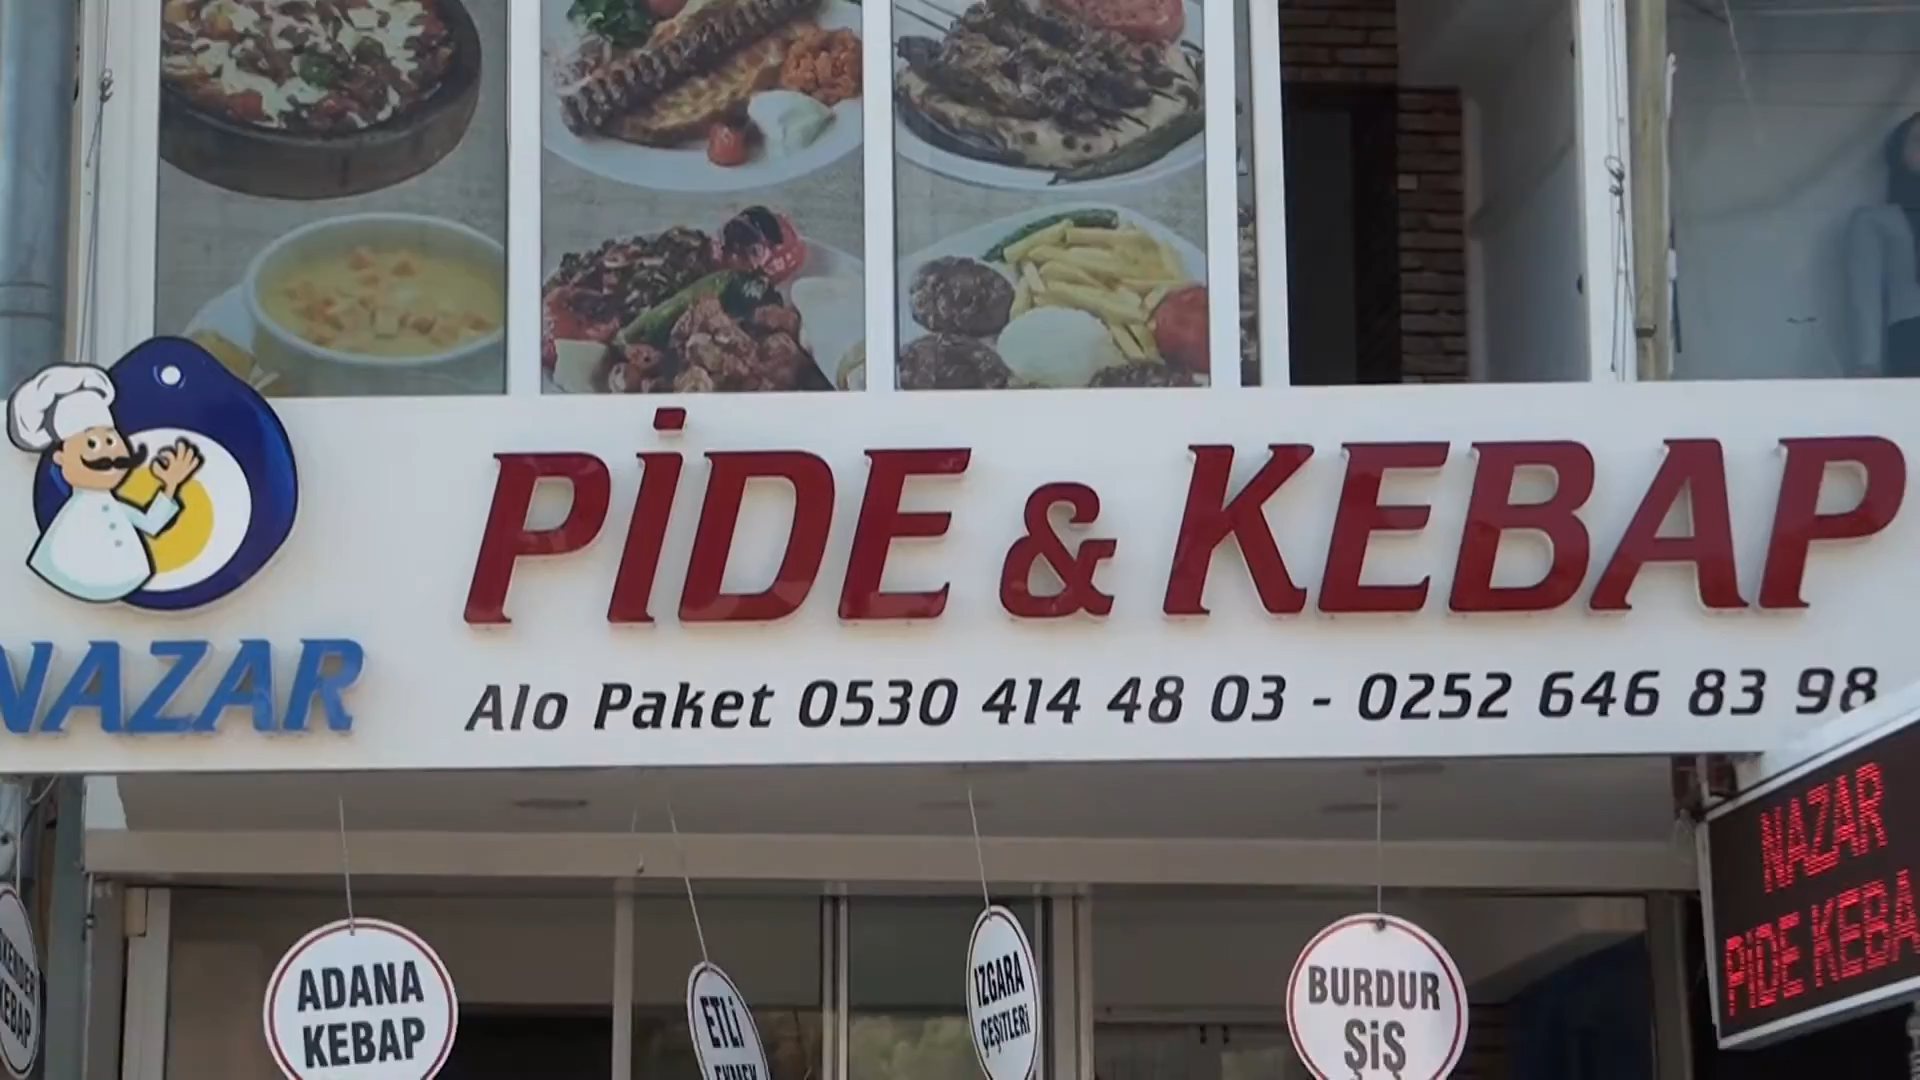 PİDE & KEBAP
NAZAR
Alo Paket 0530 414 48 03 - 0252 646 83 98
NAZAR
PİDE KEBA
KEBAP
ADANA
KEBAP
ETLİ
IZGARA
ÇEŞİTLERİ
BURDUR
ŞİŞ